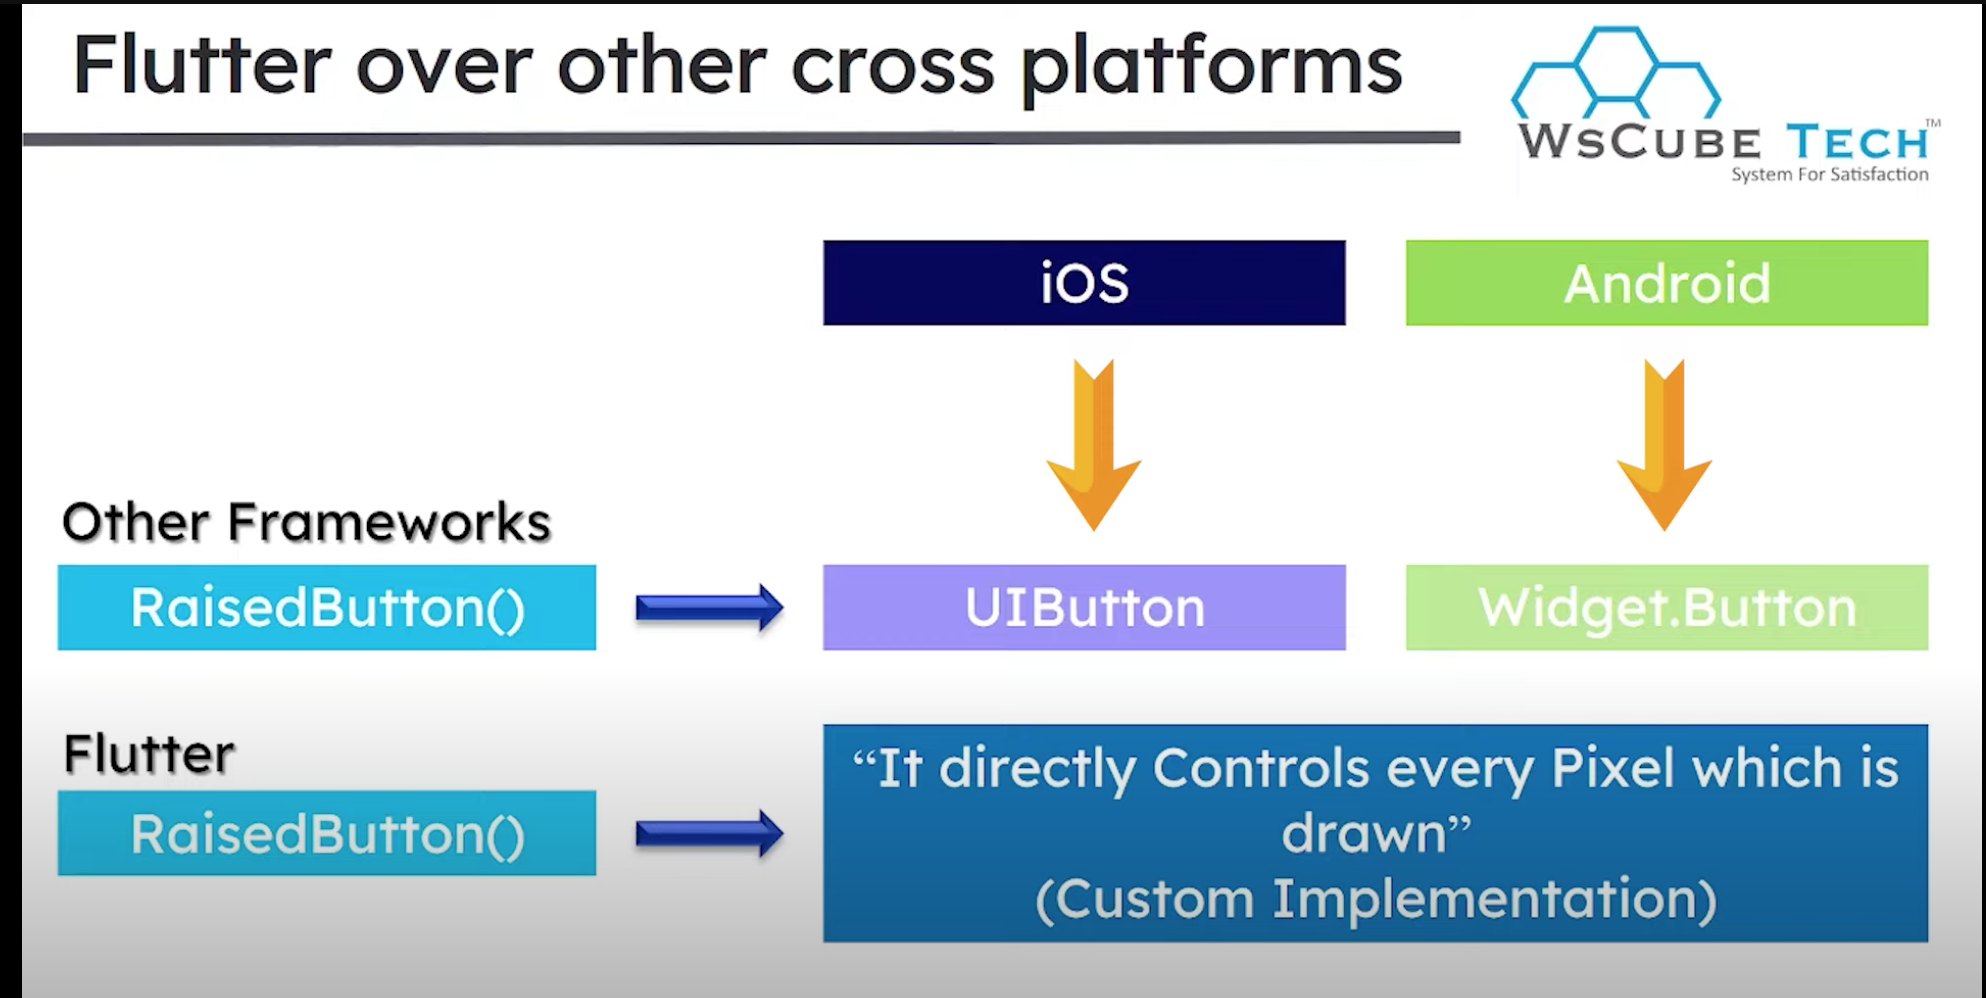 Flutter over other cross platforms
WSCUBE TECH™
System For Satisfaction
iOS
Android
Other Frameworks
RaisedButton()
UIButton
Widget.Button
Flutter
RaisedButton()
“It directly Controls every Pixel which is
drawn”
(Custom Implementation)